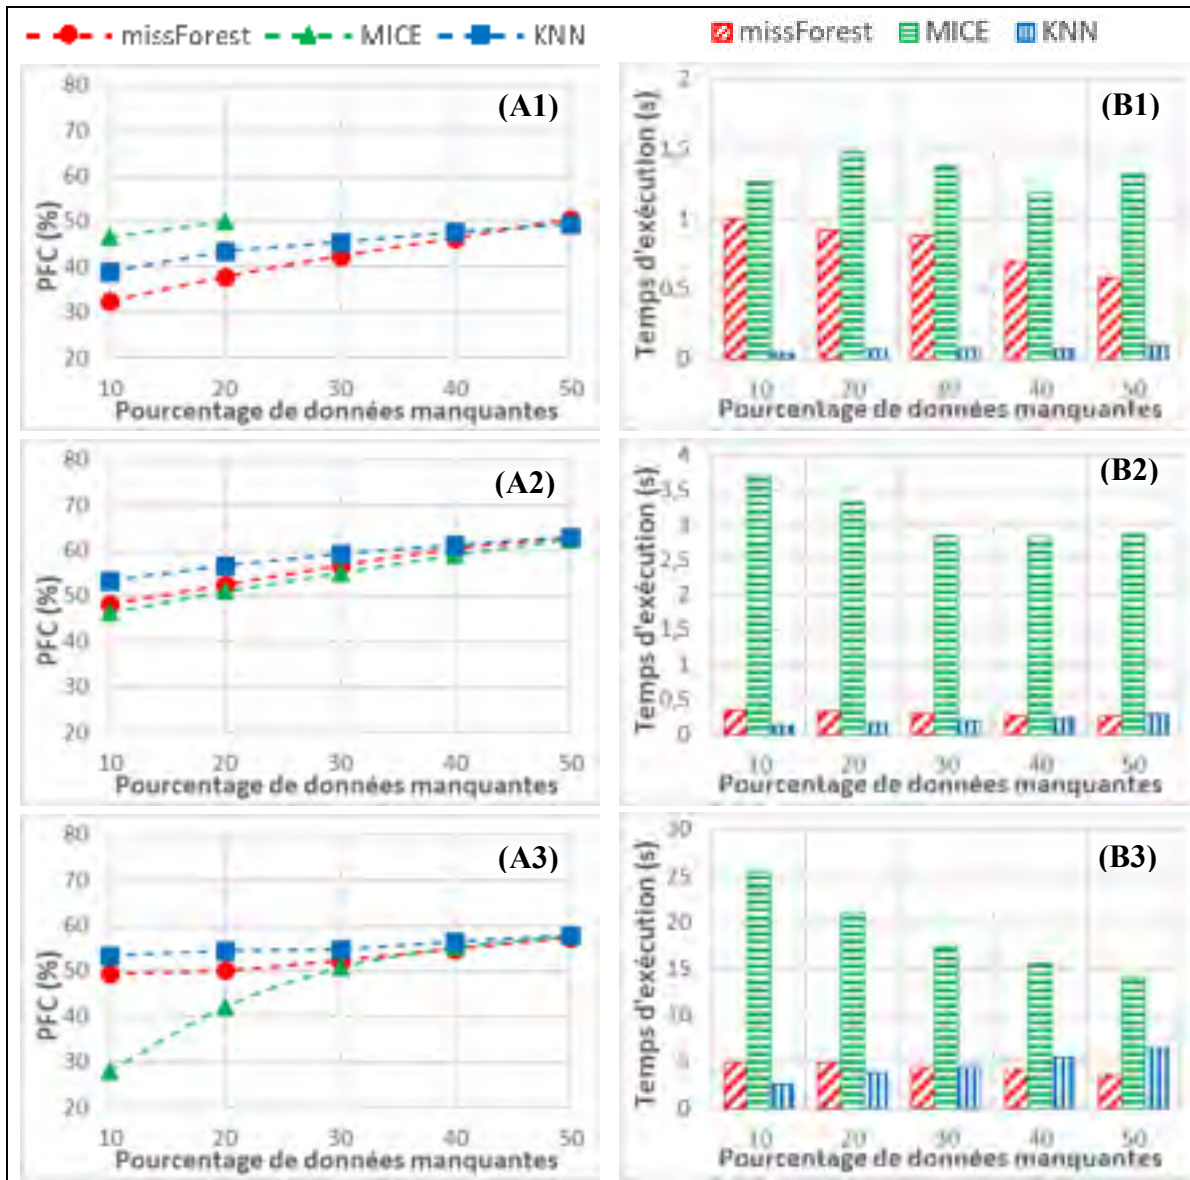 missForest MICE KNN
missForest MICE KNN
(A1)
PFC (%)
80
70
60
50
40
30
20
10 20 30 40 50
Pourcentage de données manquantes
(B1)
Temps d'exécution (s)
2
1,5
1
0,5
0
10 20 30 40 50
Pourcentage de données manquantes
(A2)
PFC (%)
80
70
60
50
40
30
20
10 20 30 40 50
Pourcentage de données manquantes
(B2)
Temps d'exécution (s)
4
3,5
3
2,5
2
1,5
1
0,5
0
10 20 30 40 50
Pourcentage de données manquantes
(A3)
PFC (%)
80
70
60
50
40
30
20
10 20 30 40 50
Pourcentage de données manquantes
(B3)
Temps d'exécution (s)
30
25
20
15
10
5
0
10 20 30 40 50
Pourcentage de données manquantes